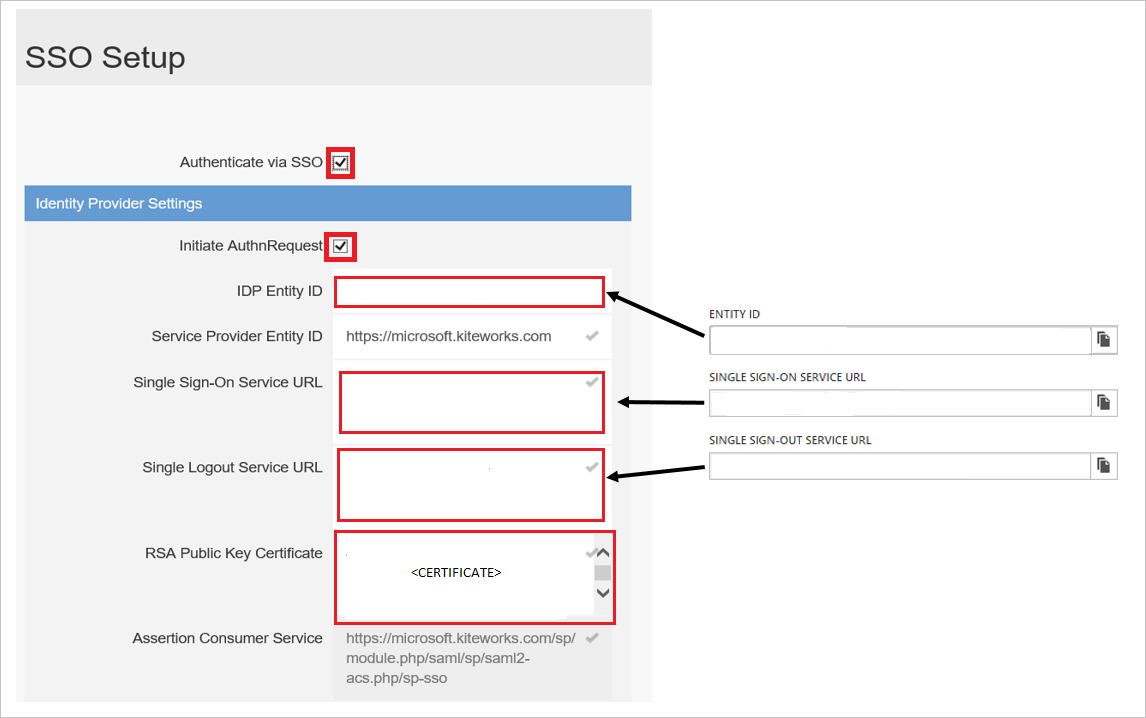 SSO Setup
Authenticate via SSO
Identity Provider Settings
Initiate AuthnRequest
IDP Entity ID
ENTITY ID
Service Provider Entity ID
https://microsoft.kiteworks.com
Single Sign-On Service URL
SINGLE SIGN-ON SERVICE URL
SINGLE SIGN-OUT SERVICE URL
Single Logout Service URL
RSA Public Key Certificate
<CERTIFICATE>
Assertion Consumer Service
https://microsoft.kiteworks.com/sp/
module.php/saml/sp/saml2-
acs.php/sp-sso